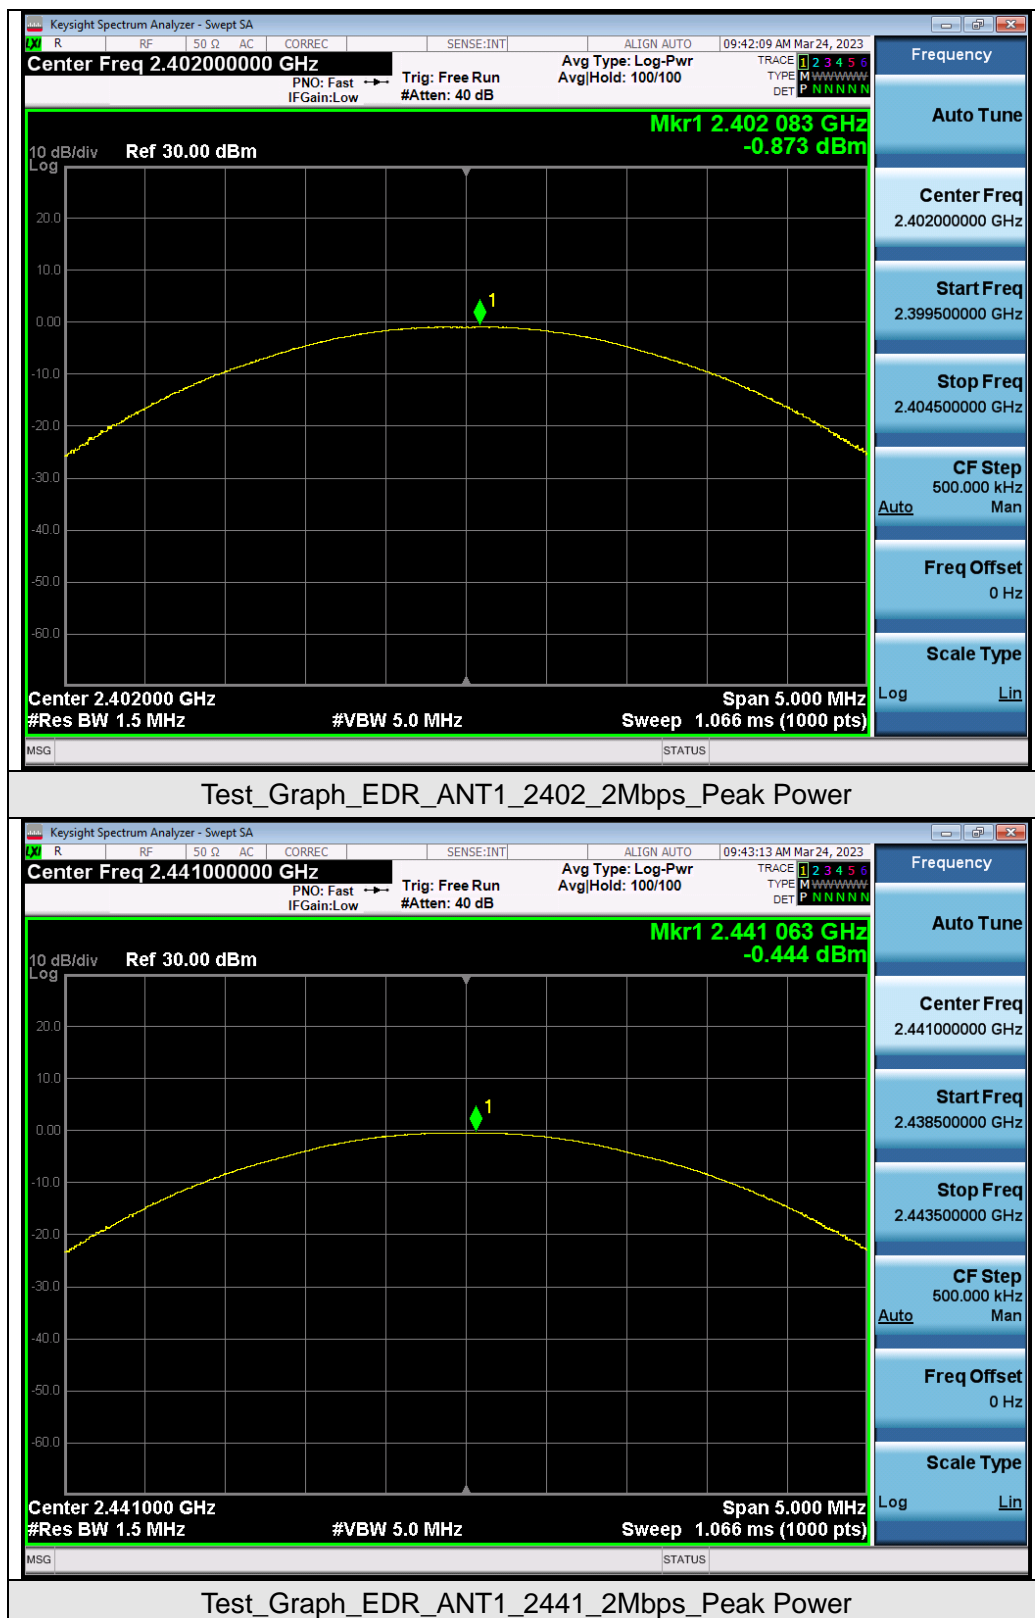 Keysight Spectrum Analyzer - Swept SA
LXI R RF 50 Ω AC CORREC SENSE:INT ALIGN AUTO 09:42:09 AM Mar 24, 2023
Center Freq 2.402000000 GHz
PNO: Fast
IFGain:Low
Trig: Free Run
#Atten: 40 dB
Avg Type: Log-Pwr
Avg|Hold: 100/100
TRACE 1 2 3 4 5 6
TYPE M WWWWW
DET P N N N N N
Mkr1 2.402 083 GHz
-0.873 dBm
10 dB/div Ref 30.00 dBm
Log
20.0
10.0
0.00
-10.0
-20.0
-30.0
-40.0
-50.0
-60.0
1
Center 2.402000 GHz Span 5.000 MHz
#Res BW 1.5 MHz #VBW 5.0 MHz Sweep 1.066 ms (1000 pts)
MSG STATUS
Frequency
Auto Tune
Center Freq
2.402000000 GHz
Start Freq
2.399500000 GHz
Stop Freq
2.404500000 GHz
CF Step
500.000 kHz
Auto Man
Freq Offset
0 Hz
Scale Type
Log Lin
Test_Graph_EDR_ANT1_2402_2Mbps_Peak Power
Keysight Spectrum Analyzer - Swept SA
LXI R RF 50 Ω AC CORREC SENSE:INT ALIGN AUTO 09:43:13 AM Mar 24, 2023
Center Freq 2.441000000 GHz
PNO: Fast
IFGain:Low
Trig: Free Run
#Atten: 40 dB
Avg Type: Log-Pwr
Avg|Hold: 100/100
TRACE 1 2 3 4 5 6
TYPE M WWWWW
DET P N N N N N
Mkr1 2.441 063 GHz
-0.444 dBm
10 dB/div Ref 30.00 dBm
Log
20.0
10.0
0.00
-10.0
-20.0
-30.0
-40.0
-50.0
-60.0
1
Center 2.441000 GHz Span 5.000 MHz
#Res BW 1.5 MHz #VBW 5.0 MHz Sweep 1.066 ms (1000 pts)
MSG STATUS
Frequency
Auto Tune
Center Freq
2.441000000 GHz
Start Freq
2.438500000 GHz
Stop Freq
2.443500000 GHz
CF Step
500.000 kHz
Auto Man
Freq Offset
0 Hz
Scale Type
Log Lin
Test_Graph_EDR_ANT1_2441_2Mbps_Peak Power